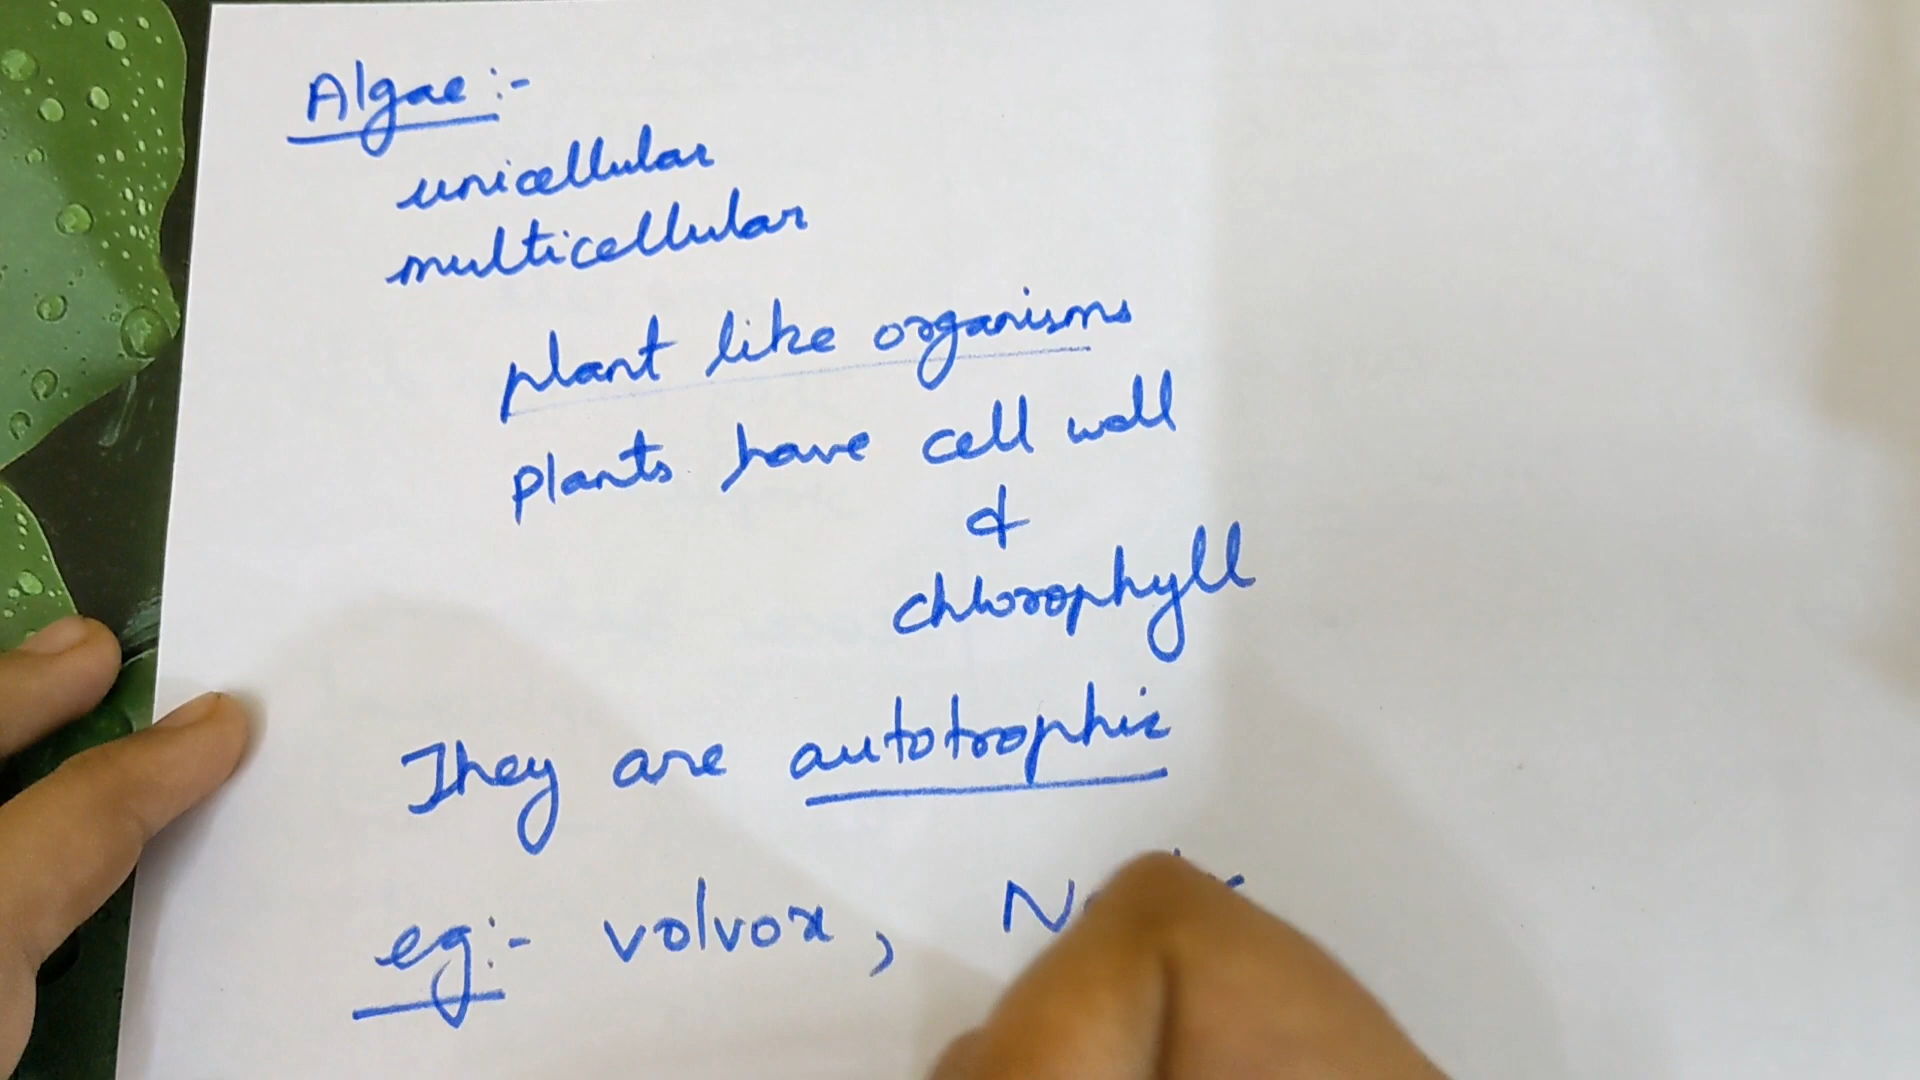 Algae :-
unicellular
multicellular
plant like organisms
plants have cell wall
&
chlorophyll
They are autotrophic
eg:- volvox,